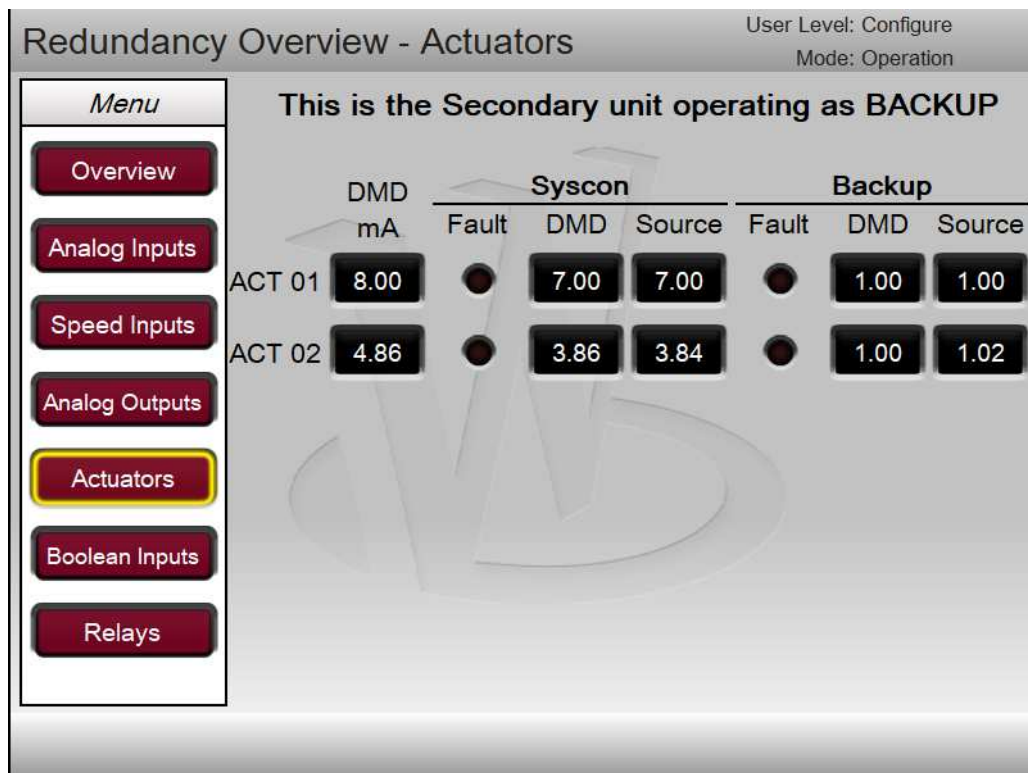 Redundancy Overview - Actuators
User Level: Configure
Mode: Operation
Menu
Overview
Analog Inputs
Speed Inputs
Analog Outputs
Actuators
Boolean Inputs
Relays
This is the Secondary unit operating as BACKUP
DMD Syscon Backup
mA Fault DMD Source Fault DMD Source
ACT 01 8.00 7.00 7.00 1.00 1.00
ACT 02 4.86 3.86 3.84 1.00 1.02